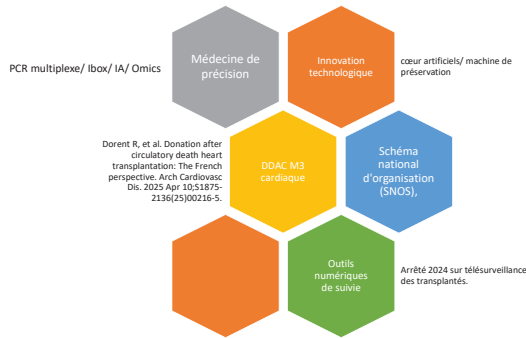 Médecine de
précision
Innovation
technologique
PCR multiplexe/ Ibox/ IA/ Omics
cœur artificiels/ machine de
préservation
Dorent R, et al. Donation after
circulatory death heart
transplantation: The French
perspective. Arch Cardiovasc
Dis. 2025 Apr 10;S1875-
2136(25)00216-5.
DDAC M3
cardiaque
Schéma
national
d'organisation
(SNOS),
Outils
numériques
de suivie
Arrêté 2024 sur télésurveillance
des transplantés.